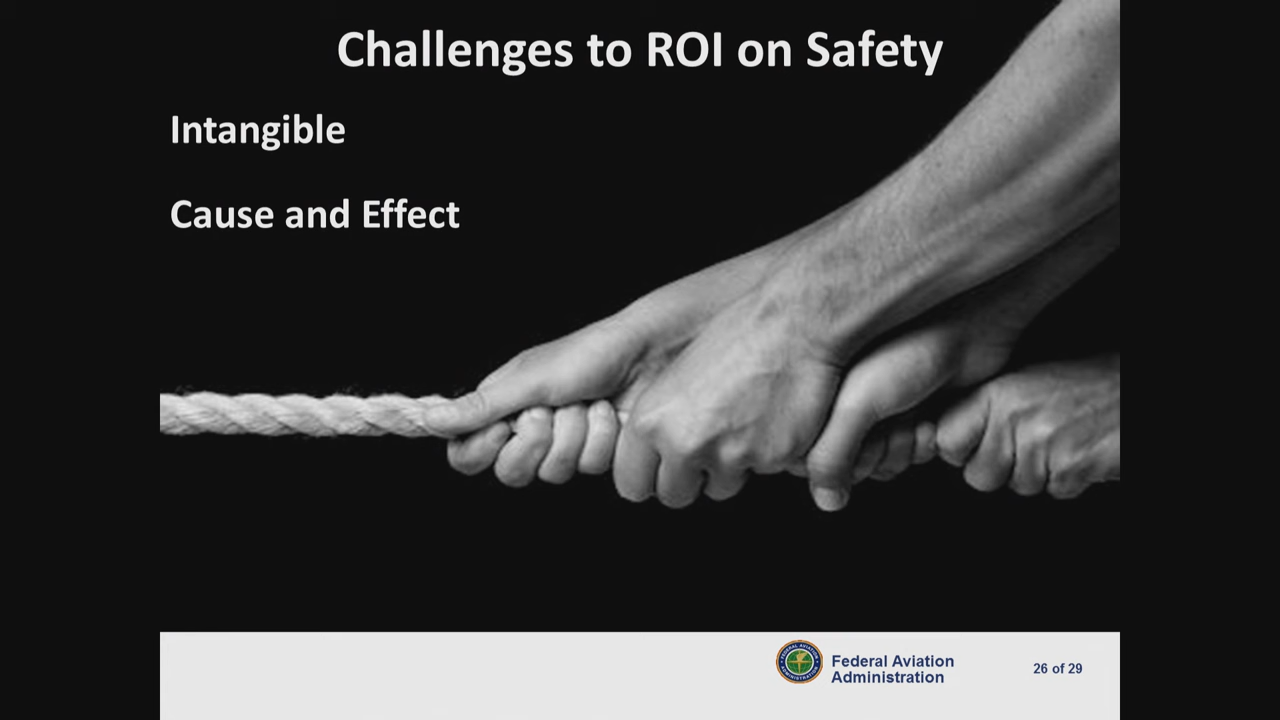 Challenges to ROI on Safety
Intangible
Cause and Effect
Federal Aviation
Administration
26 of 29